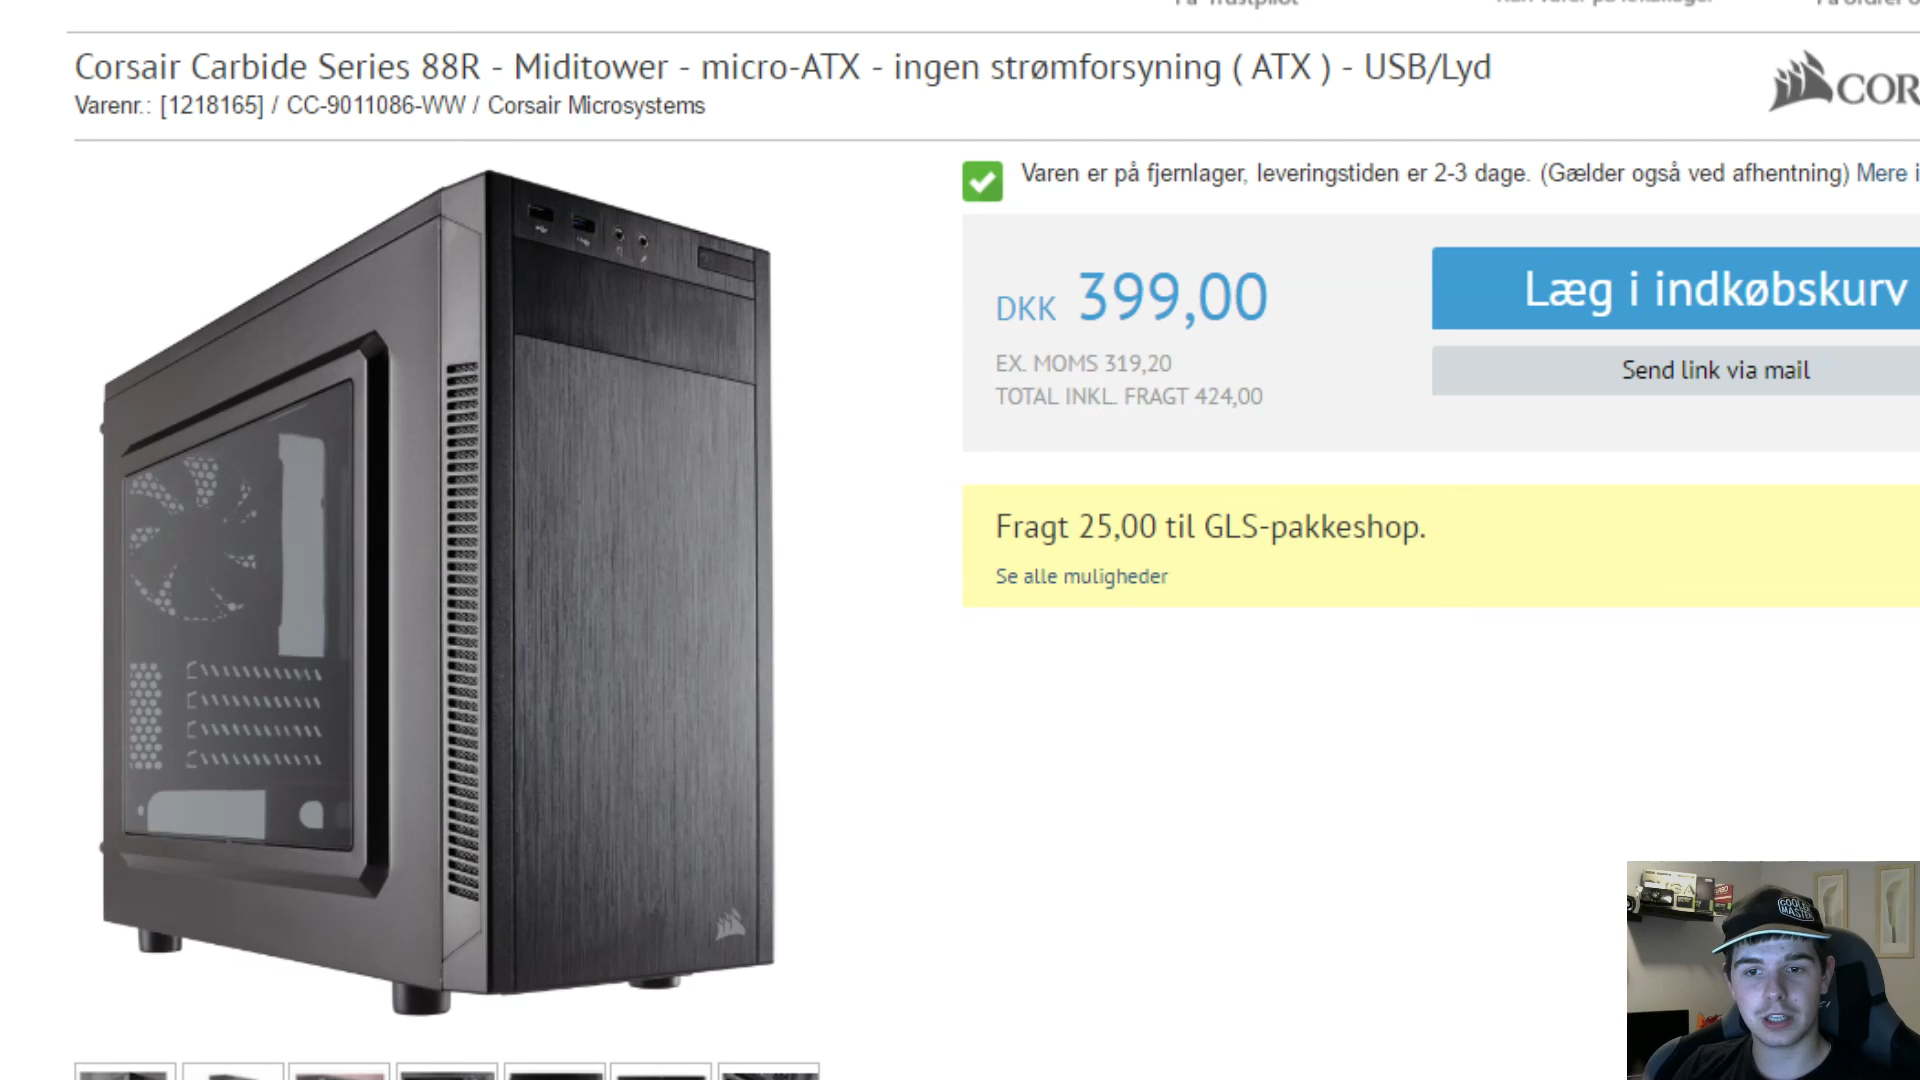 Corsair Carbide Series 88R - Miditower - micro-ATX - ingen strømforsyning ( ATX ) - USB/Lyd
Varenr.: [1218165] / CC-9011086-WW / Corsair Microsystems
COR
Varen er på fjernlager, leveringstiden er 2-3 dage. (Gælder også ved afhentning) Mere i
DKK 399,00
Læg i indkøbskurv
EX. MOMS 319,20
Send link via mail
TOTAL INKL. FRAGT 424,00
Fragt 25,00 til GLS-pakkeshop.
Se alle muligheder
COOLER
MASTER